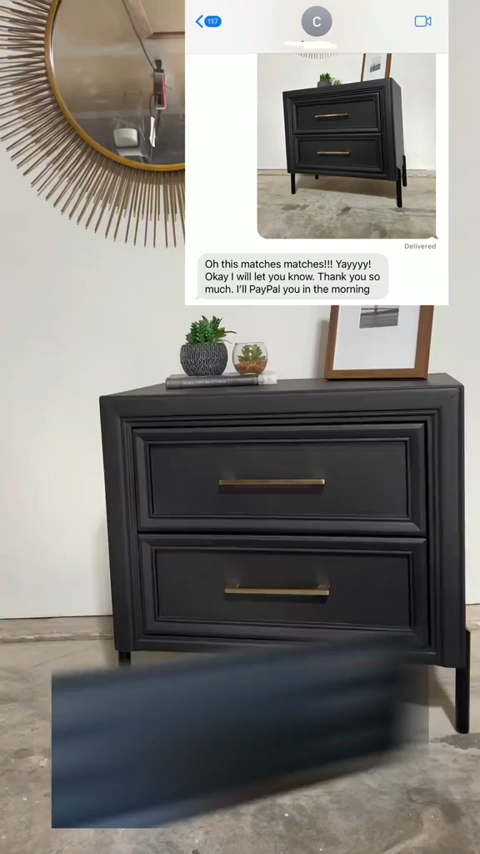 117
C
Delivered
Oh this matches matches!!! Yayyyy!
Okay I will let you know. Thank you so
much. I'll PayPal you in the morning